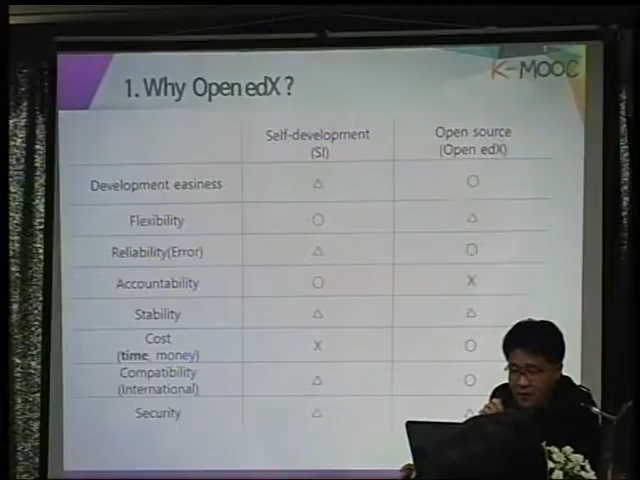 K-MOOC
1. Why Open edX?
Self-development
(SI)
Open source
(Open edX)
Development easiness △ ○
Flexibility ○ △
Reliability(Error) △ ○
Accountability ○ X
Stability △ △
Cost
(time, money) X ○
Compatibility
(International) △ ○
Security △ △